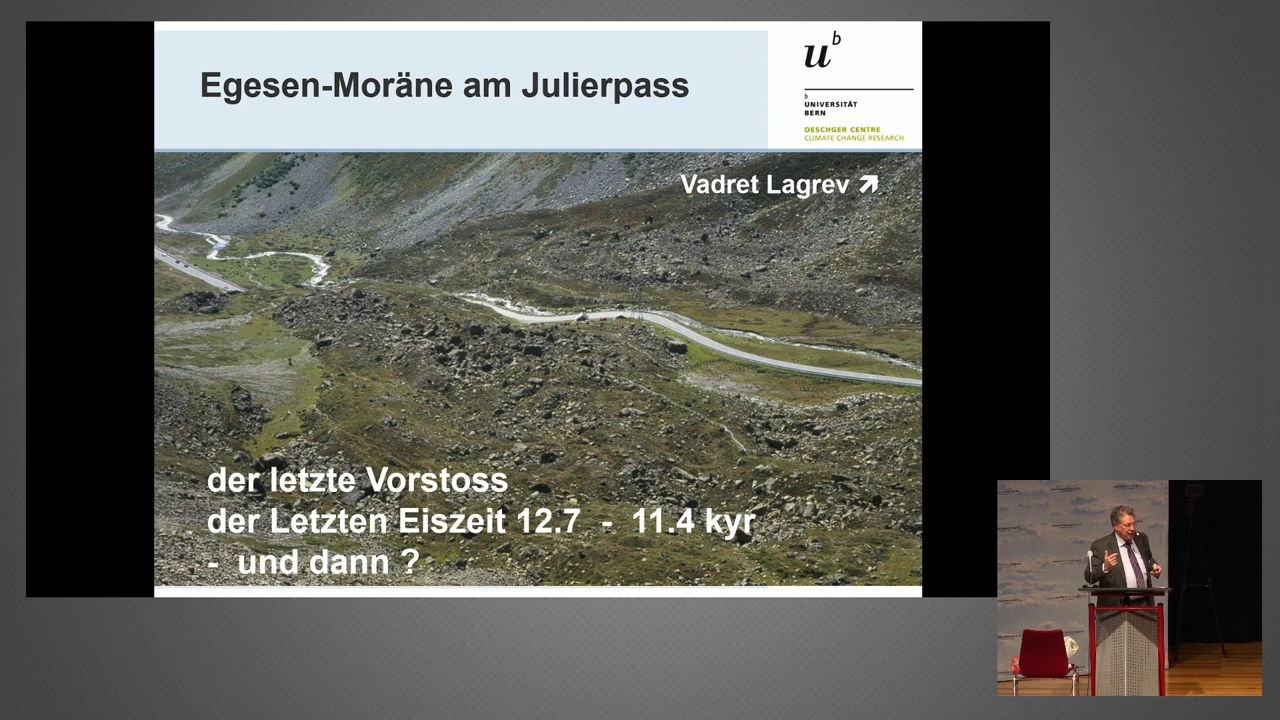 Egesen-Moräne am Julierpass
u b
b
UNIVERSITÄT
BERN
OESCHGER CENTRE
CLIMATE CHANGE RESEARCH
Vadret Lagrev
der letzte Vorstoss
der Letzten Eiszeit 12.7 - 11.4 kyr
- und dann ?